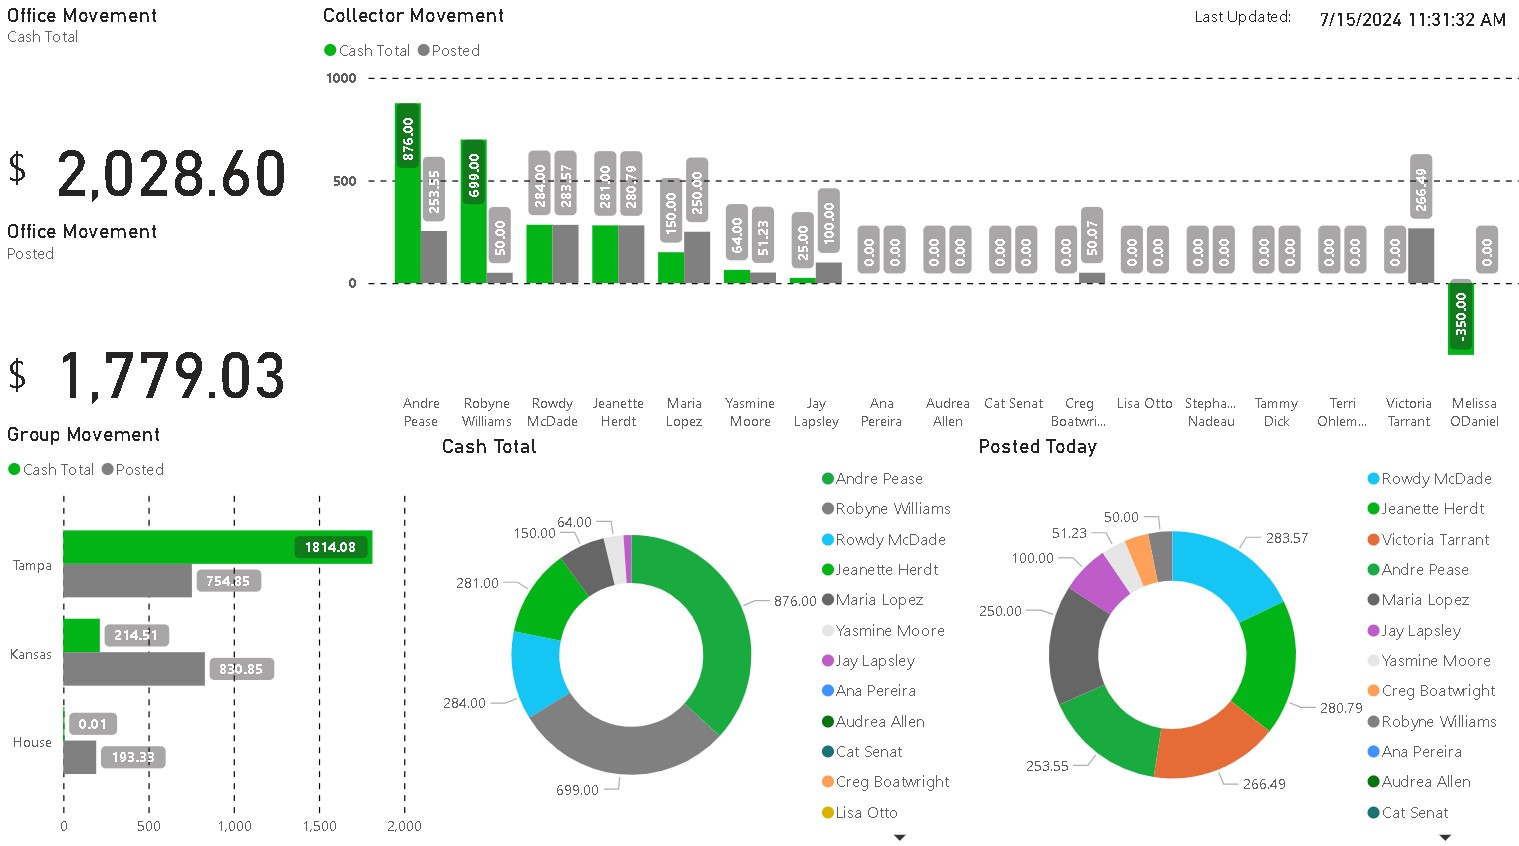 Office Movement
Cash Total
$ 2,028.60
Office Movement
Posted
$ 1,779.03
Collector Movement
Last Updated: 7/15/2024 11:31:32 AM
Cash Total Posted
1000
500
0
876.00 253.55 699.00 50.00 284.00 283.57 281.00 280.79 150.00 250.00 64.00 51.23 25.00 100.00 0.00 0.00 0.00 0.00 0.00 0.00 0.00 50.07 0.00 0.00 0.00 0.00 0.00 0.00 0.00 0.00 0.00 266.49 -350.00 0.00
Andre Pease
Robyne Williams
Rowdy McDade
Jeanette Herdt
Maria Lopez
Yasmine Moore
Jay Lapsley
Ana Pereira
Audrea Allen
Cat Senat
Creg Boatwri...
Lisa Otto
Stepha... Nadeau
Tammy Dick
Terri Ohlem...
Victoria Tarrant
Melissa ODaniel
Group Movement
Cash Total Posted
Tampa 1814.08
754.85
Kansas 214.51
830.85
House 0.01
193.33
0 500 1,000 1,500 2,000
Cash Total
64.00
150.00
281.00
284.00
699.00
876.00
Andre Pease
Robyne Williams
Rowdy McDade
Jeanette Herdt
Maria Lopez
Yasmine Moore
Jay Lapsley
Ana Pereira
Audrea Allen
Cat Senat
Creg Boatwright
Lisa Otto
Posted Today
50.00
51.23
100.00
250.00
253.55
266.49
280.79
283.57
Rowdy McDade
Jeanette Herdt
Victoria Tarrant
Andre Pease
Maria Lopez
Jay Lapsley
Yasmine Moore
Creg Boatwright
Robyne Williams
Ana Pereira
Audrea Allen
Cat Senat